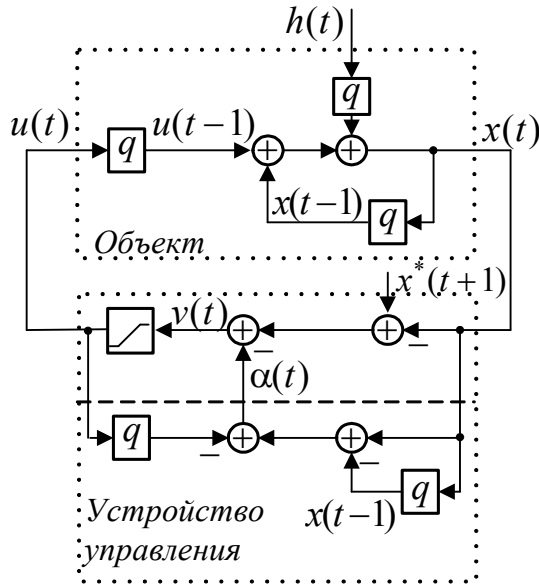 h(t)
q
u(t)
q
u(t−1)
x(t)
x(t−1)
q
Объект
x*(t+1)
v(t)
α(t)
q
x(t−1)
q
Устройство
управления